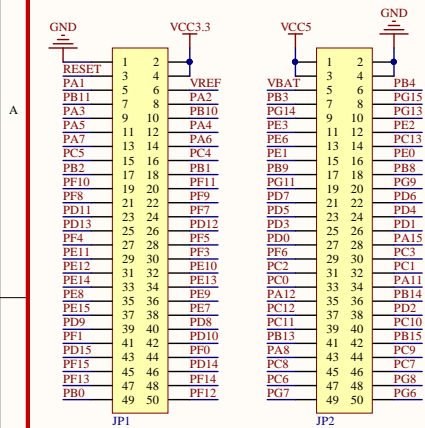 GND VCC3.3 VCC5 GND
1 2 1 2
RESET 3 4 3 4
PA1 5 6 VREF VBAT 5 6 PB4
PB11 7 8 PA2 PB3 7 8 PG15
A PA3 9 10 PB10 PG14 9 10 PG13
PA5 11 12 PA4 PE3 11 12 PE2
PA7 13 14 PA6 PE6 13 14 PC13
PC5 15 16 PC4 PE1 15 16 PE0
PB2 17 18 PB1 PB9 17 18 PB8
PF10 19 20 PF11 PG11 19 20 PG9
PF8 21 22 PF9 PD7 21 22 PD6
PD11 23 24 PF7 PD5 23 24 PD4
PD13 25 26 PD12 PD3 25 26 PD1
PF4 27 28 PF5 PD0 27 28 PA15
PE11 29 30 PF3 PF6 29 30 PC3
PE12 31 32 PE10 PC2 31 32 PC1
PE14 33 34 PE13 PC0 33 34 PA11
PE8 35 36 PE9 PA12 35 36 PB14
PE15 37 38 PE7 PC12 37 38 PD2
PD9 39 40 PD8 PC11 39 40 PC10
PF1 41 42 PD10 PB13 41 42 PB15
PD15 43 44 PF0 PA8 43 44 PC9
PF15 45 46 PD14 PC8 45 46 PC7
PF13 47 48 PF14 PC6 47 48 PG8
PB0 49 50 PF12 PG7 49 50 PG6
JP1 JP2